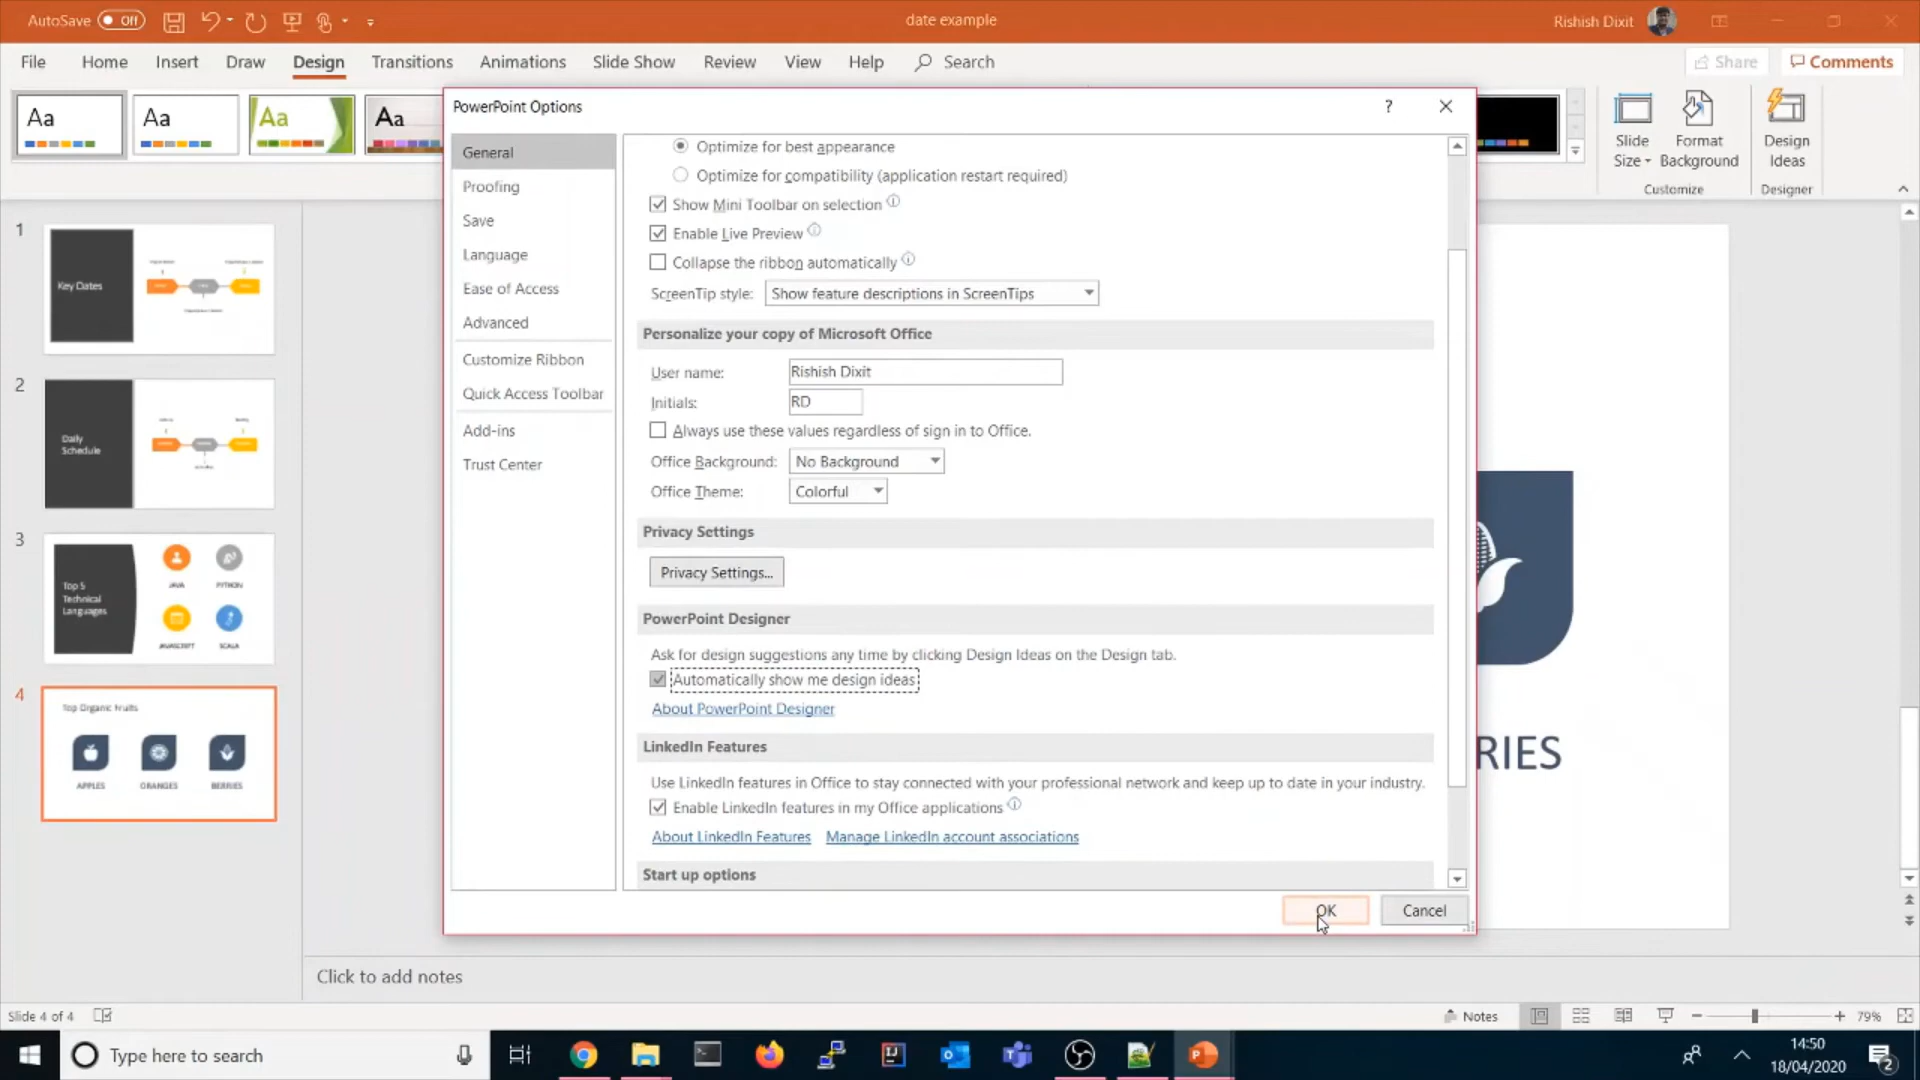 AutoSave Off
date example
Rishish Dixit
File Home Insert Draw Design Transitions Animations Slide Show Review View Help Search
Share Comments
Aa Aa Aa Aa
Slide Size
Format Background
Design Ideas
Customize
Designer
PowerPoint Options
?
General
Proofing
Save
Language
Ease of Access
Advanced
Customize Ribbon
Quick Access Toolbar
Add-ins
Trust Center
Optimize for best appearance
Optimize for compatibility (application restart required)
Show Mini Toolbar on selection
Enable Live Preview
Collapse the ribbon automatically
ScreenTip style: Show feature descriptions in ScreenTips
Personalize your copy of Microsoft Office
User name: Rishish Dixit
Initials: RD
Always use these values regardless of sign in to Office.
Office Background: No Background
Office Theme: Colorful
Privacy Settings
Privacy Settings...
PowerPoint Designer
Ask for design suggestions any time by clicking Design Ideas on the Design tab.
Automatically show me design ideas
About PowerPoint Designer
LinkedIn Features
Use LinkedIn features in Office to stay connected with your professional network and keep up to date in your industry.
Enable LinkedIn features in my Office applications
About LinkedIn Features Manage LinkedIn account associations
Start up options
OK Cancel
1
Key Dates
2
Daily
Schedule
3
Top 5
Technical
Languages
JAVA PYTHON
JAVASCRIPT SCALA
4
Top Organic Fruits
APPLES ORANGES BERRIES
RIES
Click to add notes
Slide 4 of 4
Notes
79%
Type here to search
14:50
18/04/2020
2